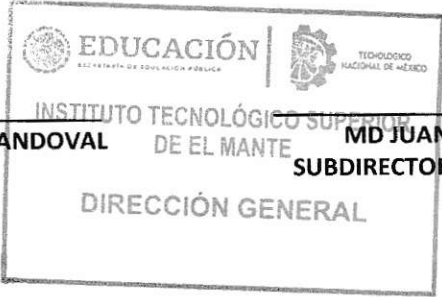 EDUCACIÓN
SECRETARÍA DE EDUCACIÓN PÚBLICA
TECNOLÓGICO
NACIONAL DE MÉXICO
INSTITUTO TECNOLÓGICO SUPERIOR
ANDOVAL DE EL MANTE MD JUAN
SUBDIRECTOR
DIRECCIÓN GENERAL